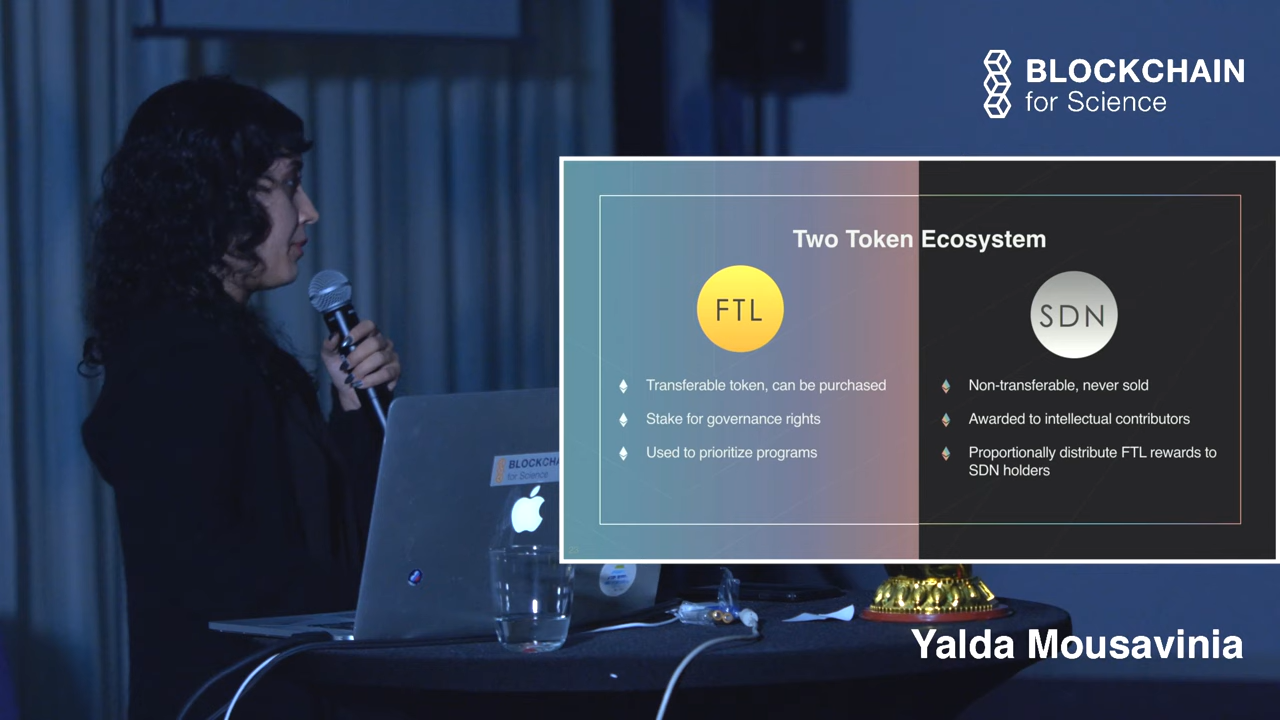 BLOCKCHAIN
for Science
Two Token Ecosystem
FTL
SDN
Transferable token, can be purchased
Stake for governance rights
Used to prioritize programs
Non-transferable, never sold
Awarded to intellectual contributors
Proportionally distribute FTL rewards to
SDN holders
BLOCKCHA
for Science
Yalda Mousavinia